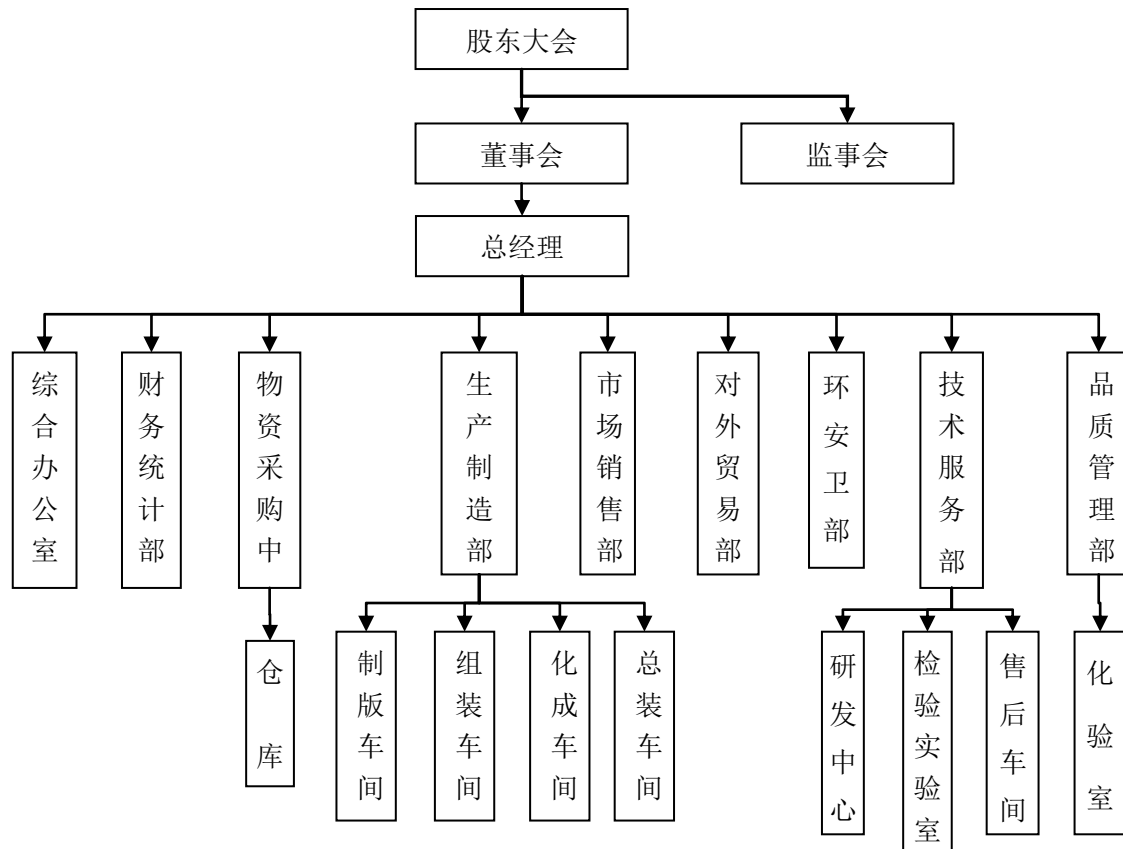 股东大会
董事会
监事会
总经理
综合办公室
财务统计部
物资采购中
生产制造部
市场销售部
对外贸易部
环安卫部
技术服务部
品质管理部
仓库
制版车间
组装车间
化成车间
总装车间
研发中心
检验实验室
售后车间
化验室